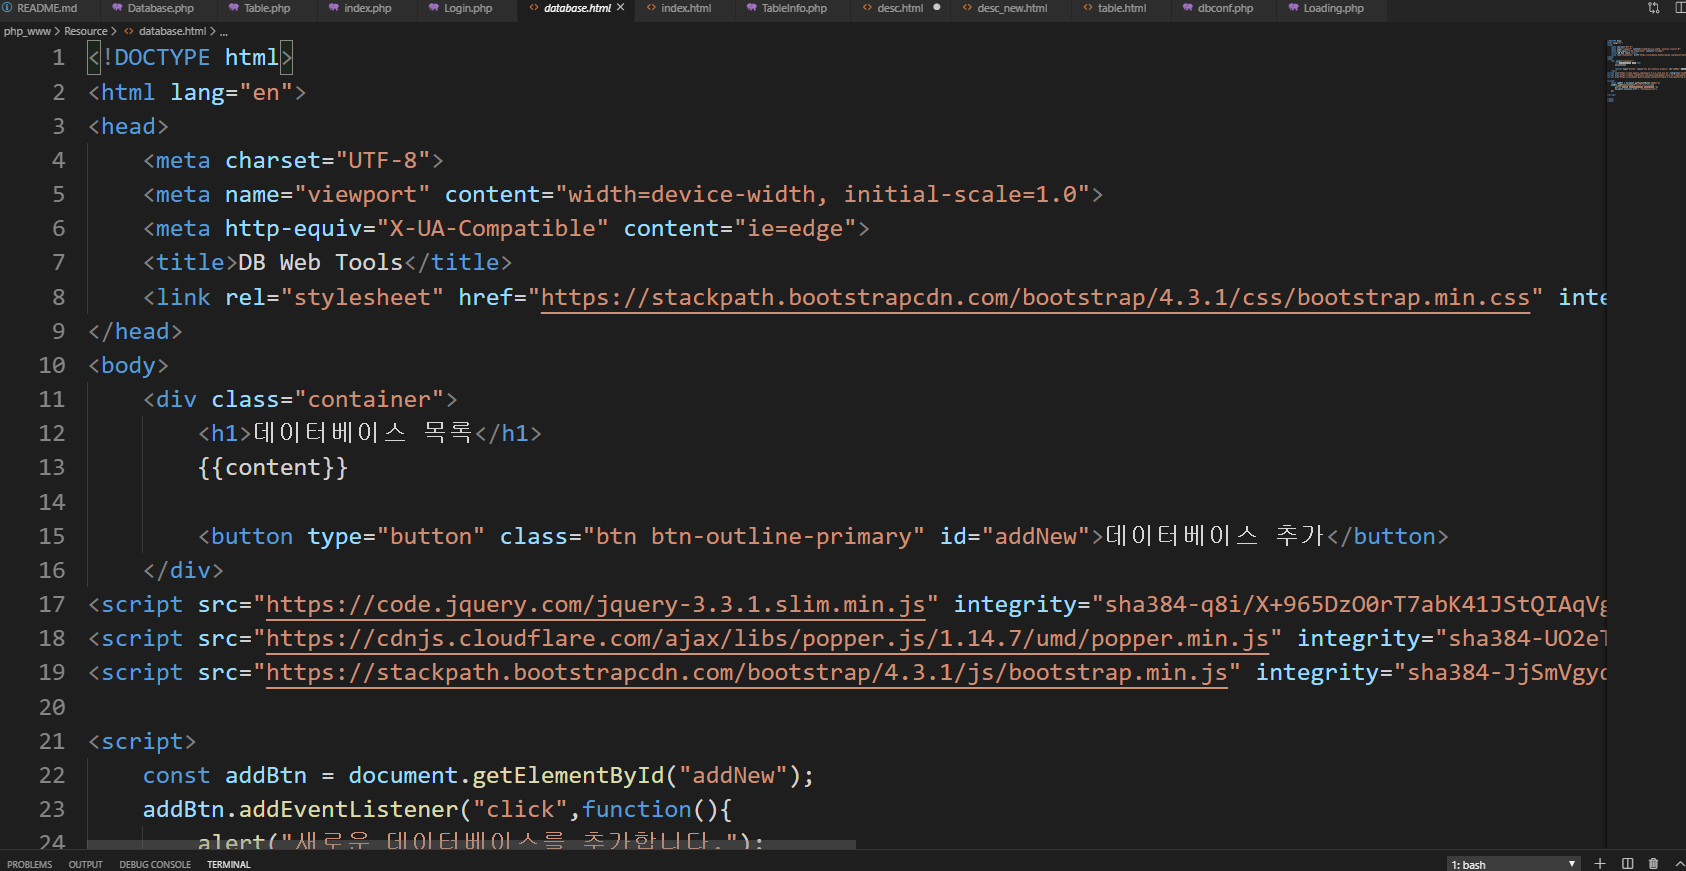 README.md Database.php Table.php index.php Login.php database.html index.html TableInfo.php desc.html desc_new.html table.html dbconf.php Loading.php
php_www > Resource > database.html > ...
1 <!DOCTYPE html>
2 <html lang="en">
3 <head>
4 <meta charset="UTF-8">
5 <meta name="viewport" content="width=device-width, initial-scale=1.0">
6 <meta http-equiv="X-UA-Compatible" content="ie=edge">
7 <title>DB Web Tools</title>
8 <link rel="stylesheet" href="https://stackpath.bootstrapcdn.com/bootstrap/4.3.1/css/bootstrap.min.css" inte
9 </head>
10 <body>
11 <div class="container">
12 <h1>데이터베이스 목록</h1>
13 {{content}}
14
15 <button type="button" class="btn btn-outline-primary" id="addNew">데이터베이스 추가</button>
16 </div>
17 <script src="https://code.jquery.com/jquery-3.3.1.slim.min.js" integrity="sha384-q8i/X+965DzO0rT7abK41JStQIAqVg
18 <script src="https://cdnjs.cloudflare.com/ajax/libs/popper.js/1.14.7/umd/popper.min.js" integrity="sha384-UO2eT
19 <script src="https://stackpath.bootstrapcdn.com/bootstrap/4.3.1/js/bootstrap.min.js" integrity="sha384-JjSmVgyd
20
21 <script>
22 const addBtn = document.getElementById("addNew");
23 addBtn.addEventListener("click",function(){
24 alert("새로운 데이터베이스를 추가합니다.");
PROBLEMS OUTPUT DEBUG CONSOLE TERMINAL 1: bash